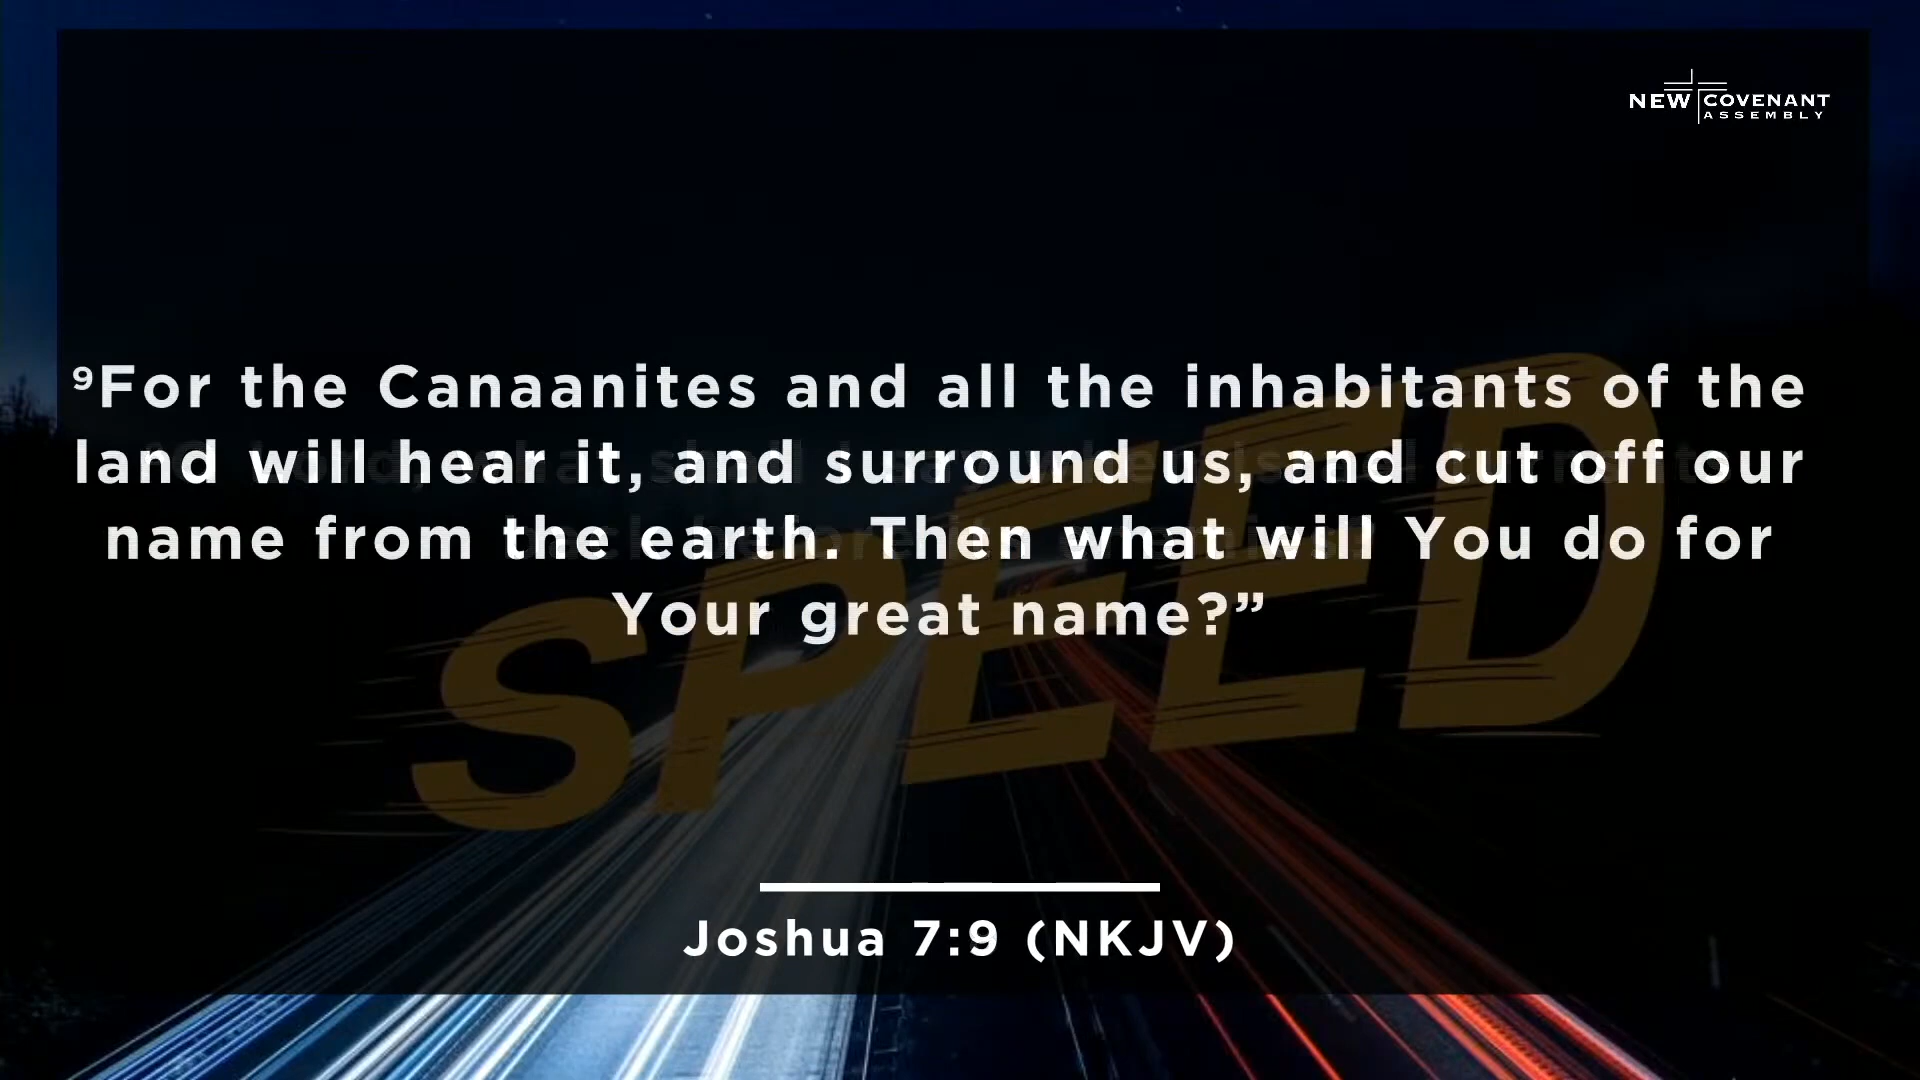 NEW COVENANT
ASSEMBLY
⁹For the Canaanites and all the inhabitants of the
land will hear it, and surround us, and cut off our
name from the earth. Then what will You do for
Your great name?”
SPEED
Joshua 7:9 (NKJV)